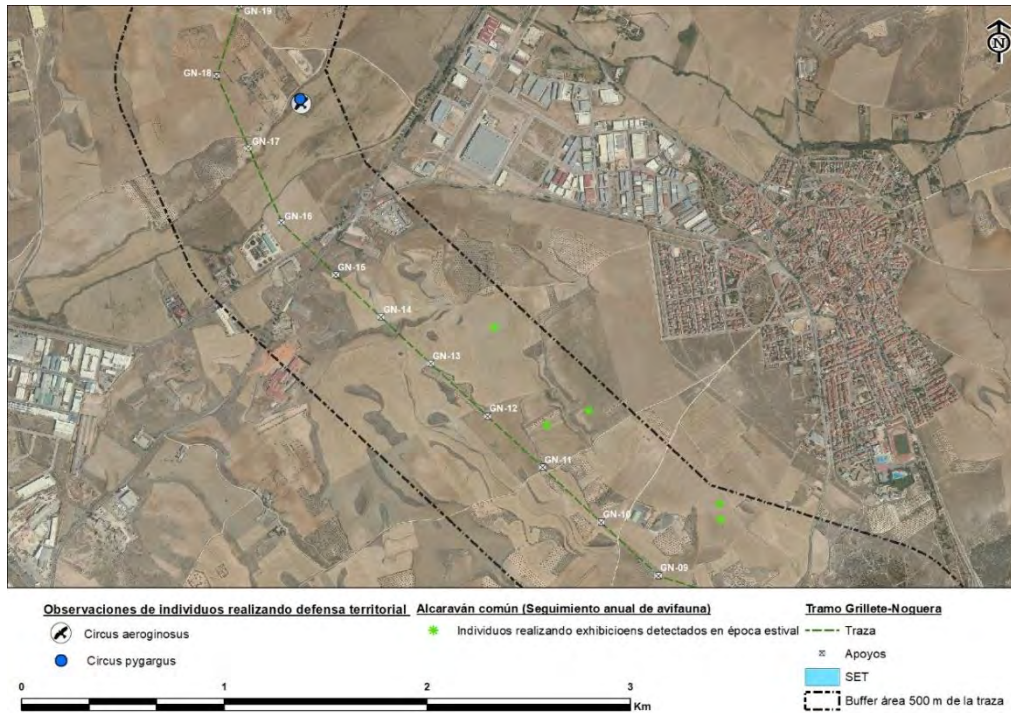 GN-19
N
GN-18
GN-17
GN-16
GN-15
GN-14
GN-13
GN-12
GN-11
GN-10
GN-09
Observaciones de individuos realizando defensa territorial
Circus aeroginosus
Circus pygargus
Alcaraván común (Seguimiento anual de avifauna)
Individuos realizando exhibicioens detectados en época estival
Tramo Grillete-Noguera
Traza
Apoyos
SET
Buffer área 500 m de la traza
0 1 2 3
Km